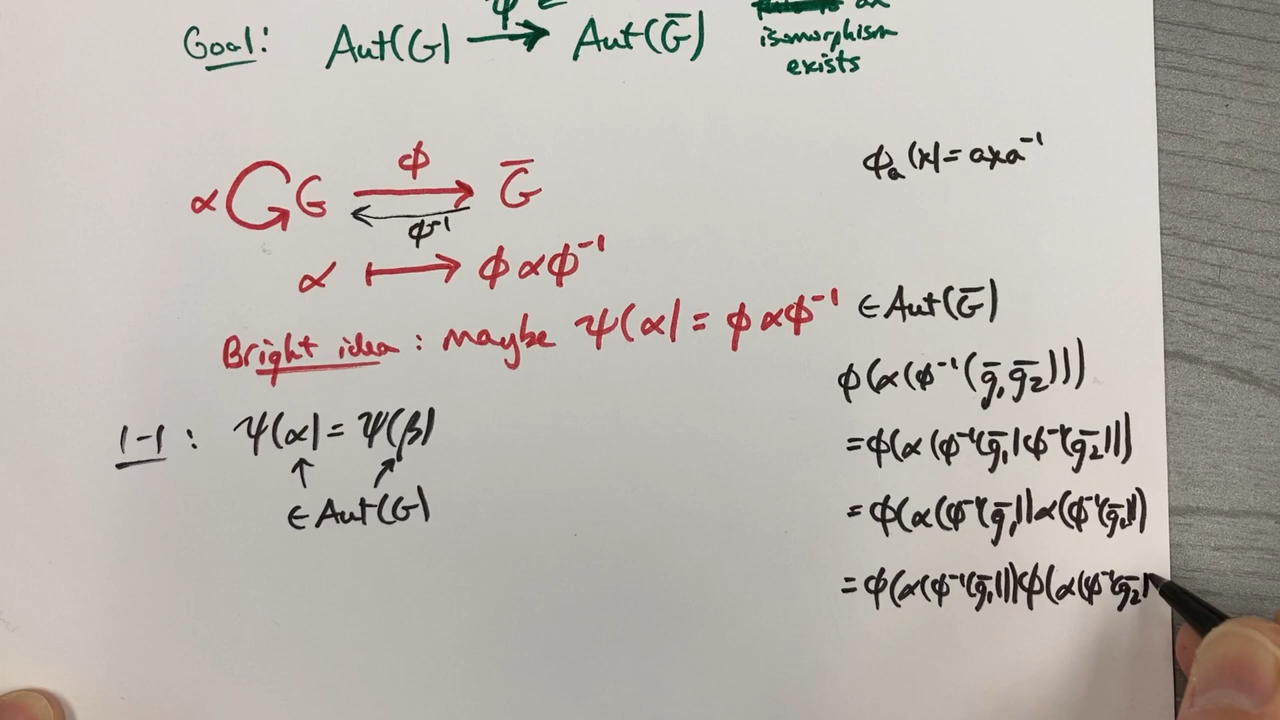 Goal: Aut(G) ψ→ Aut(Ḡ) an
isomorphism
exists
ϕₐ(x) = axa⁻¹
α G ϕ→ Ḡ
ϕ⁻¹
α ↦ ϕαϕ⁻¹
Bright idea: maybe Ψ(α) = ϕαϕ⁻¹ ∈ Aut(Ḡ)
ϕ(α(ϕ⁻¹(ḡ₁ḡ₂)))
1-1: Ψ(α) = Ψ(β)
= ϕ(α(ϕ⁻¹(ḡ₁)ϕ⁻¹(ḡ₂)))
↑ ↗
∈ Aut(G)
= ϕ(α(ϕ⁻¹(ḡ₁))α(ϕ⁻¹(ḡ₂)))
= ϕ(α(ϕ⁻¹(ḡ₁)))ϕ(α(ϕ⁻¹(ḡ₂)